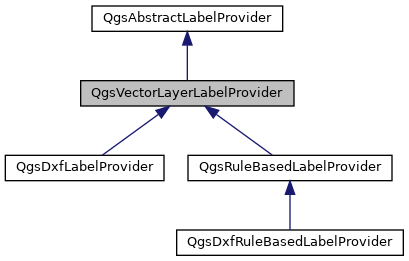 QgsAbstractLabelProvider
QgsVectorLayerLabelProvider
QgsDxfLabelProvider
QgsRuleBasedLabelProvider
QgsDxfRuleBasedLabelProvider